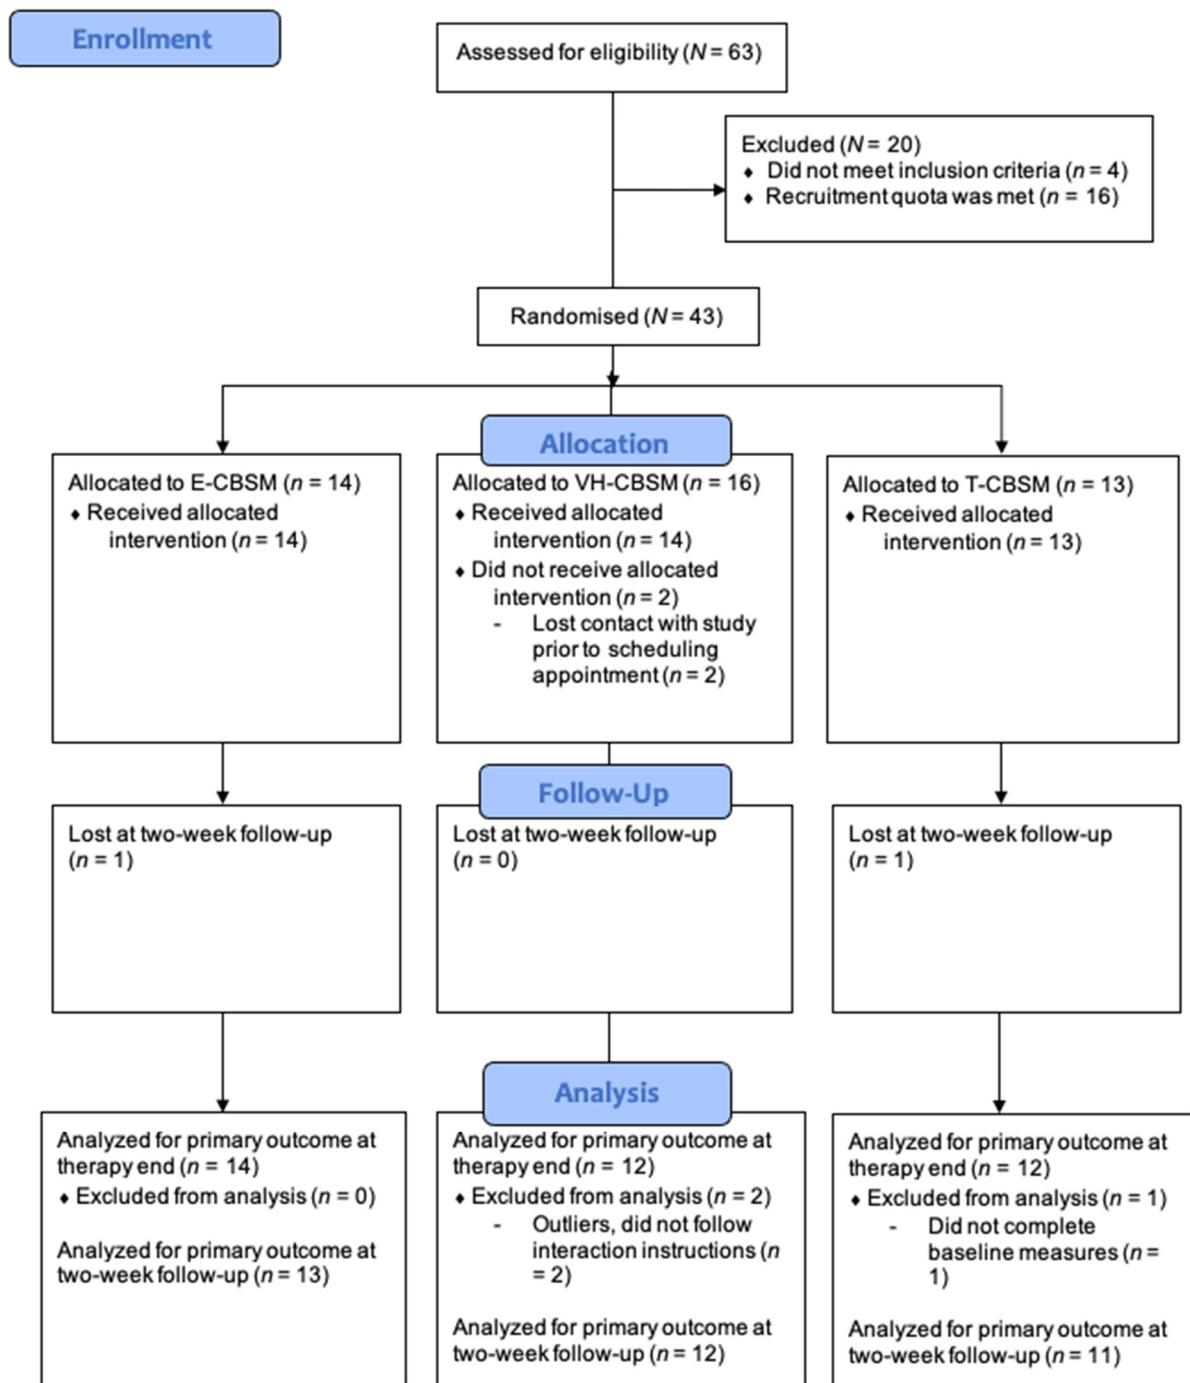 Enrollment
Assessed for eligibility (N = 63)
Excluded (N = 20)
♦ Did not meet inclusion criteria (n = 4)
♦ Recruitment quota was met (n = 16)
Randomised (N = 43)
Allocation
Allocated to E-CBSM (n = 14)
♦ Received allocated
intervention (n = 14)
Allocated to VH-CBSM (n = 16)
♦ Received allocated
intervention (n = 14)
♦ Did not receive allocated
intervention (n = 2)
- Lost contact with study
prior to scheduling
appointment (n = 2)
Allocated to T-CBSM (n = 13)
♦ Received allocated
intervention (n = 13)
Follow-Up
Lost at two-week follow-up
(n = 1)
Lost at two-week follow-up
(n = 0)
Lost at two-week follow-up
(n = 1)
Analysis
Analyzed for primary outcome at
therapy end (n = 14)
♦ Excluded from analysis (n = 0)
Analyzed for primary outcome at
two-week follow-up (n = 13)
Analyzed for primary outcome at
therapy end (n = 12)
♦ Excluded from analysis (n = 2)
- Outliers, did not follow
interaction instructions (n
= 2)
Analyzed for primary outcome at
two-week follow-up (n = 12)
Analyzed for primary outcome at
therapy end (n = 12)
♦ Excluded from analysis (n = 1)
- Did not complete
baseline measures (n =
1)
Analyzed for primary outcome at
two-week follow-up (n = 11)